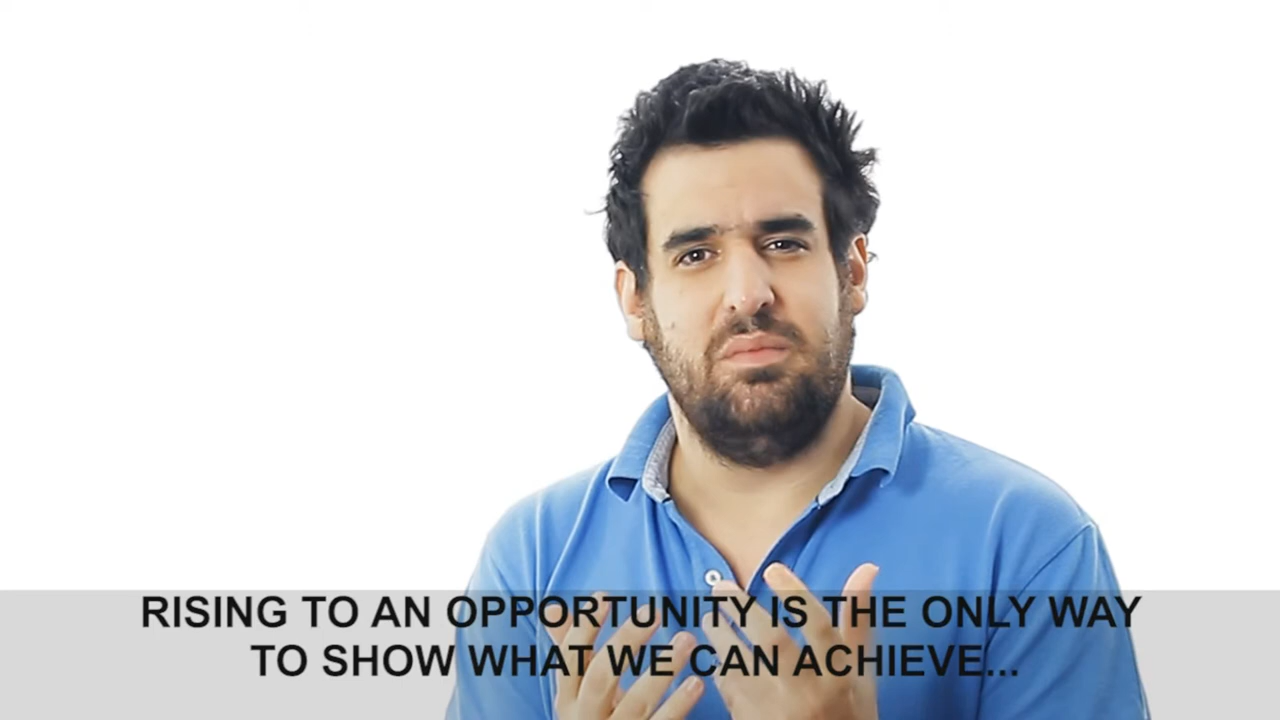 RISING TO AN OPPORTUNITY IS THE ONLY WAY
TO SHOW WHAT WE CAN ACHIEVE...